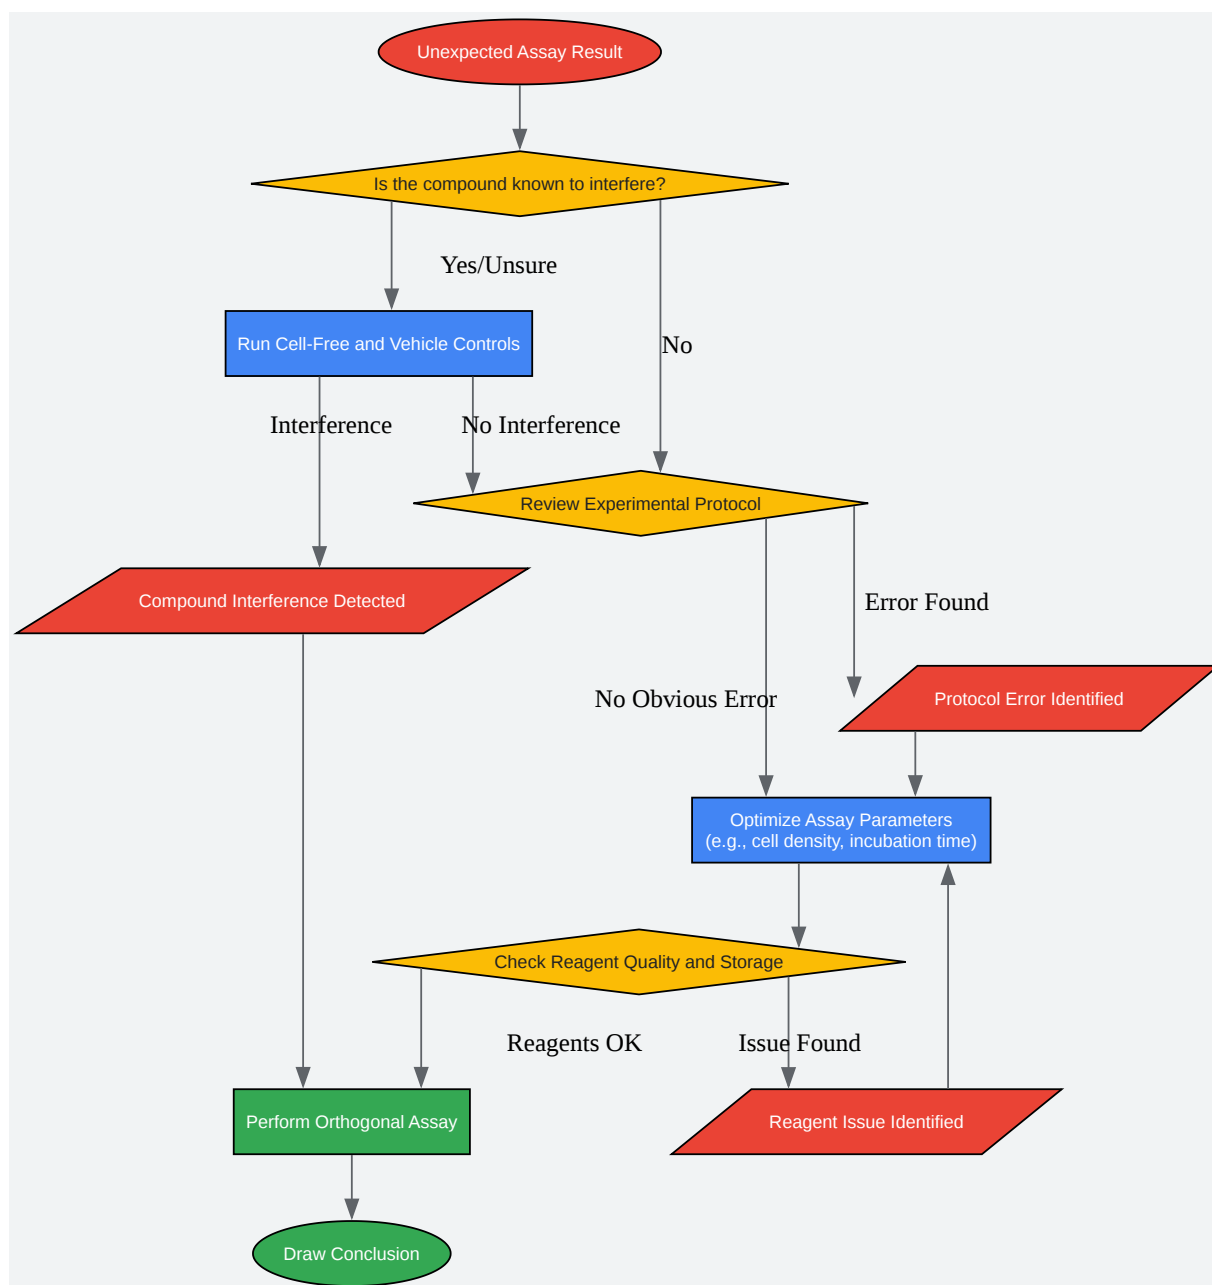 Unexpected Assay Result
Is the compound known to interfere?
Yes/Unsure
Run Cell-Free and Vehicle Controls
No
Interference
No Interference
Review Experimental Protocol
Compound Interference Detected
Error Found
No Obvious Error
Protocol Error Identified
Optimize Assay Parameters
(e.g., cell density, incubation time)
Check Reagent Quality and Storage
Reagents OK
Issue Found
Perform Orthogonal Assay
Reagent Issue Identified
Draw Conclusion